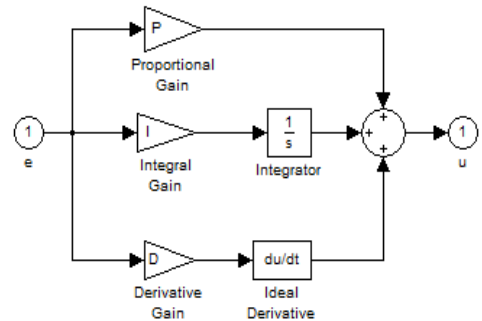 P
Proportional
Gain
1
e
I
Integral
Gain
1
s
Integrator
+
+
+
1
u
D
Derivative
Gain
du/dt
Ideal
Derivative